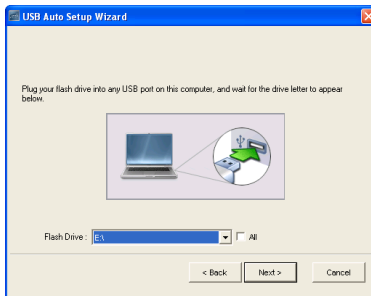 USB Auto Setup Wizard
Plug your flash drive into any USB port on this computer, and wait for the drive letter to appear
below.
Flash Drive : E:\ All
< Back Next > Cancel